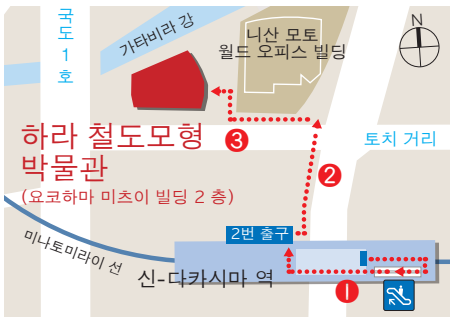 국도 1 호
가타비라 강
니산 모토
월드 오피스 빌딩
N
하라 철도모형
박물관
(요코하마 미츠이 빌딩 2 층)
3
토치 거리
2
2번 출구
미나토미라이 선
신-다카시마 역
1